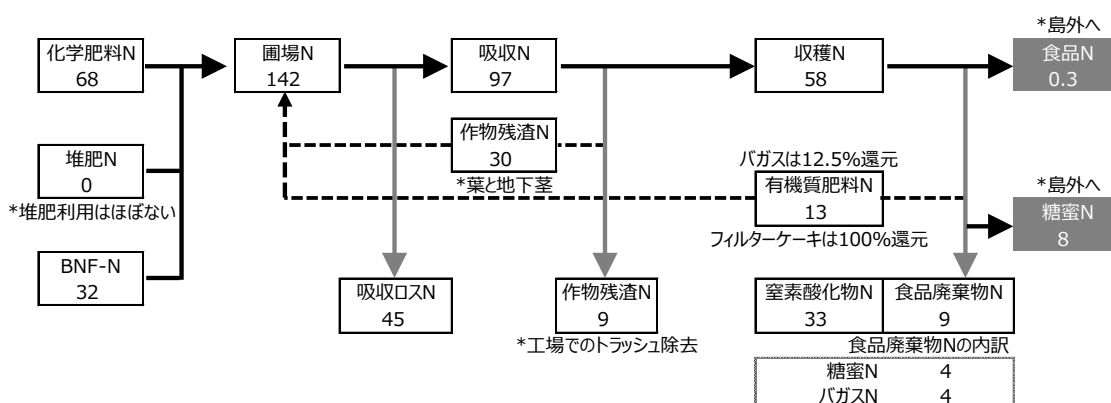 *島外へ
化学肥料N
68
圃場N
142
吸収N
97
収穫N
58
食品N
0.3
堆肥N
0
*堆肥利用はほぼない
作物残渣N
30
*葉と地下茎
バガスは12.5%還元
有機質肥料N
13
フィルターケーキは100%還元
*島外へ
糖蜜N
8
BNF-N
32
吸収ロスN
45
作物残渣N
9
*工場でのトラッシュ除去
窒素酸化物N
33
食品廃棄物N
9
食品廃棄物Nの内訳
糖蜜N 4
バガスN 4